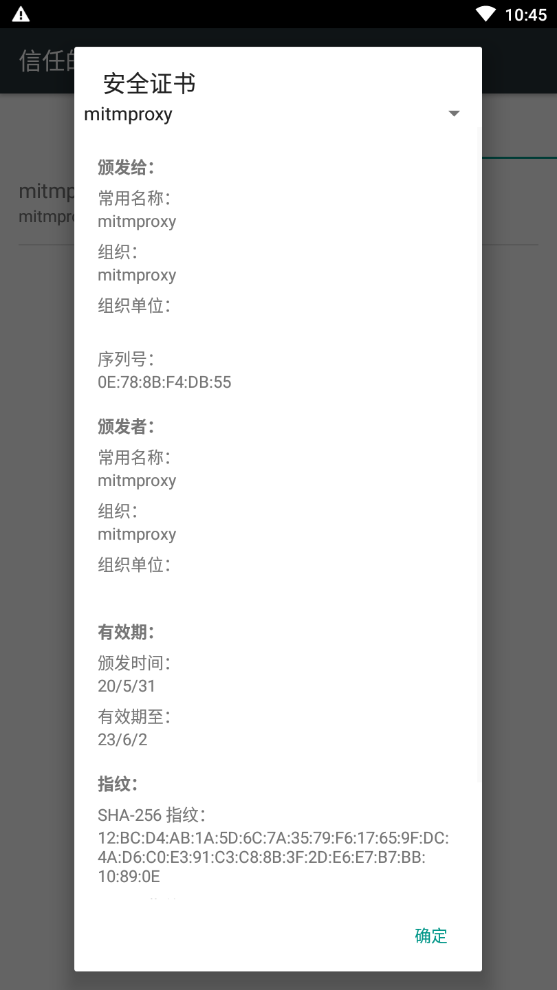 10:45
信任的
安全证书
mitmproxy
颁发给：
常用名称：
mitmproxy
组织：
mitmproxy
组织单位：
序列号：
0E:78:8B:F4:DB:55
颁发者：
常用名称：
mitmproxy
组织：
mitmproxy
组织单位：
有效期：
颁发时间：
20/5/31
有效期至：
23/6/2
指纹：
SHA-256 指纹：
12:BC:D4:AB:1A:5D:6C:7A:35:79:F6:17:65:9F:DC:
4A:D6:C0:E3:91:C3:C8:8B:3F:2D:E6:E7:B7:BB:
10:89:0E
确定